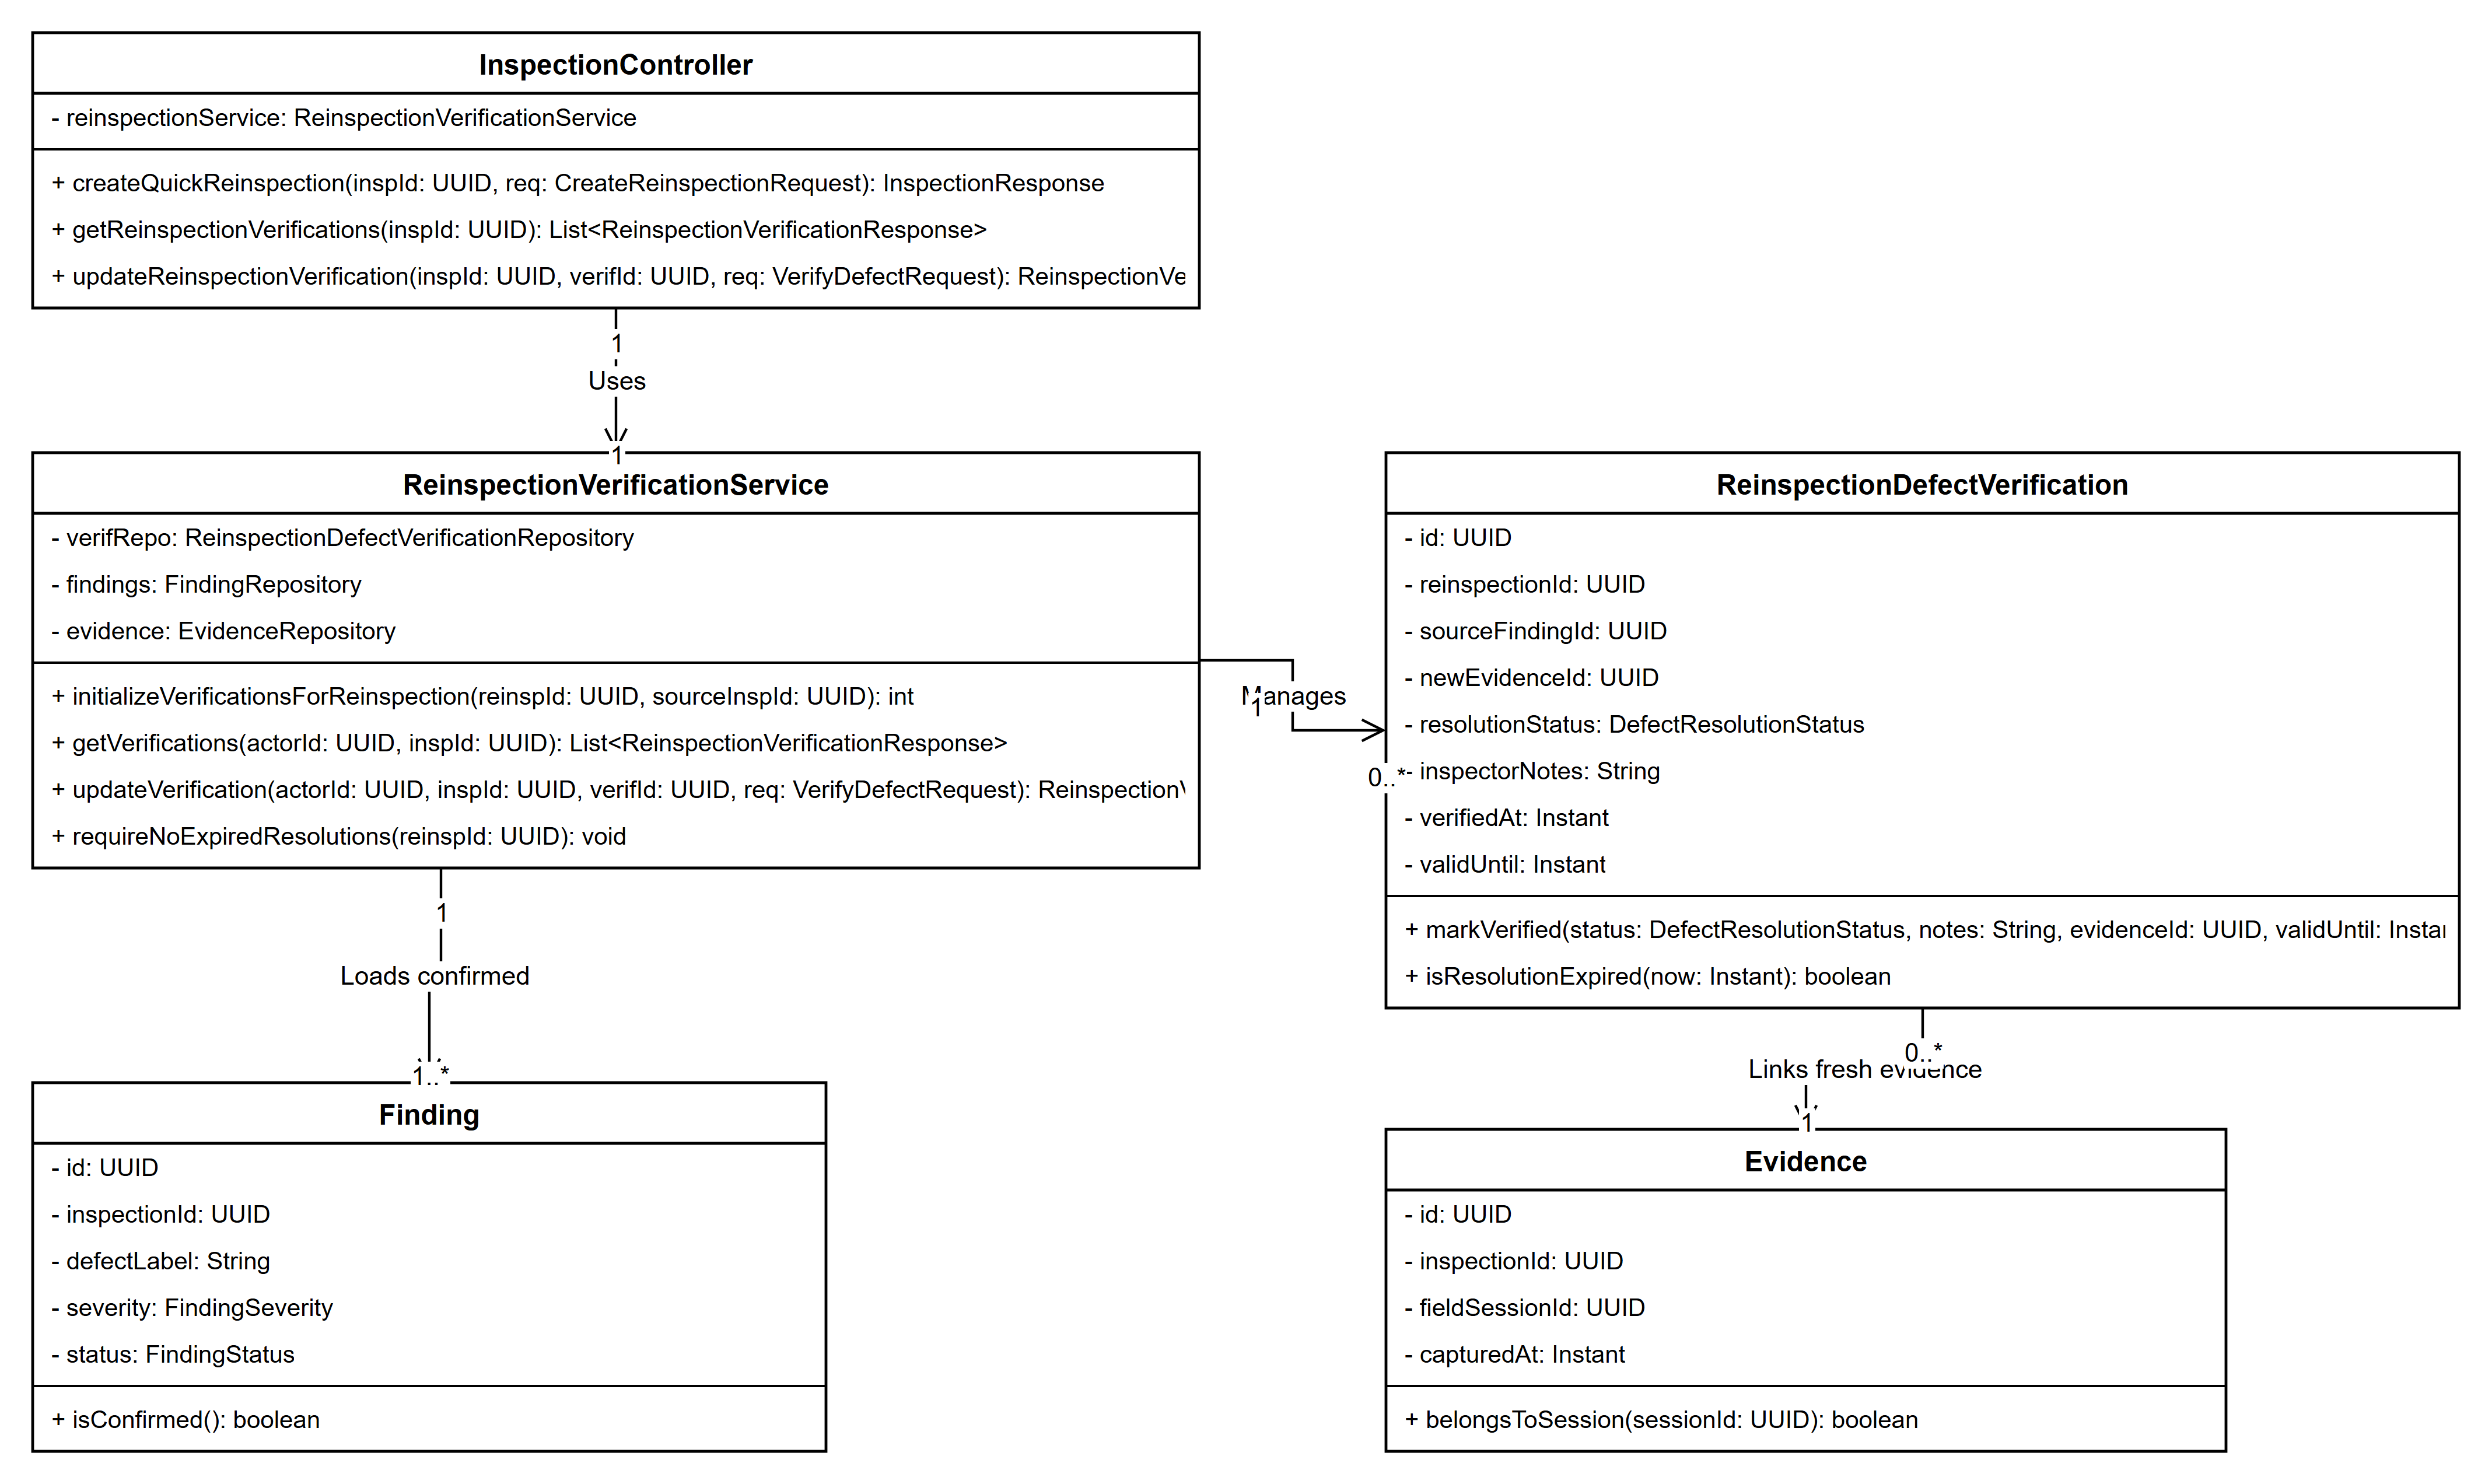 InspectionController
- reinspectionService: ReinspectionVerificationService
+ createQuickReinspection(inspId: UUID, req: CreateReinspectionRequest): InspectionResponse
+ getReinspectionVerifications(inspId: UUID): List<ReinspectionVerificationResponse>
+ updateReinspectionVerification(inspId: UUID, verifId: UUID, req: VerifyDefectRequest): ReinspectionVe
1
Uses
1
ReinspectionVerificationService
- verifRepo: ReinspectionDefectVerificationRepository
- findings: FindingRepository
- evidence: EvidenceRepository
+ initializeVerificationsForReinspection(reinspId: UUID, sourceInspId: UUID): int
+ getVerifications(actorId: UUID, inspId: UUID): List<ReinspectionVerificationResponse>
+ updateVerification(actorId: UUID, inspId: UUID, verifId: UUID, req: VerifyDefectRequest): ReinspectionV
+ requireNoExpiredResolutions(reinspId: UUID): void
Manages
1
0..*
ReinspectionDefectVerification
- id: UUID
- reinspectionId: UUID
- sourceFindingId: UUID
- newEvidenceId: UUID
- resolutionStatus: DefectResolutionStatus
- inspectorNotes: String
- verifiedAt: Instant
- validUntil: Instant
+ markVerified(status: DefectResolutionStatus, notes: String, evidenceId: UUID, validUntil: Instan
+ isResolutionExpired(now: Instant): boolean
1
Loads confirmed
1..*
0..*
Links fresh evidence
1
Finding
- id: UUID
- inspectionId: UUID
- defectLabel: String
- severity: FindingSeverity
- status: FindingStatus
+ isConfirmed(): boolean
Evidence
- id: UUID
- inspectionId: UUID
- fieldSessionId: UUID
- capturedAt: Instant
+ belongsToSession(sessionId: UUID): boolean